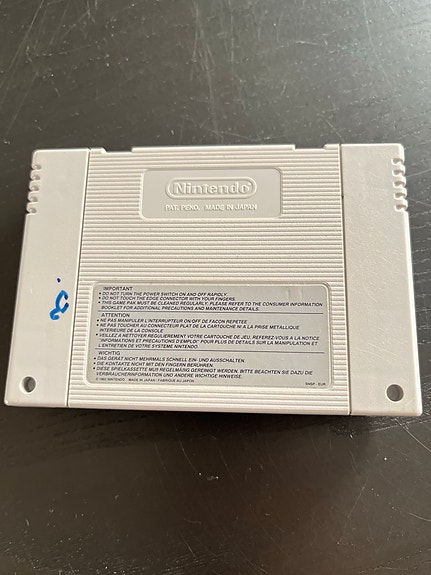 Nintendo
PAT. PEND. / MADE IN JAPAN
IMPORTANT
• DO NOT TURN THE POWER SWITCH ON AND OFF RAPIDLY.
• DO NOT TOUCH THE EDGE CONNECTOR WITH YOUR FINGERS.
• THIS GAME PAK MUST BE CLEANED REGULARLY. PLEASE REFER TO THE CONSUMER INFORMATION
BOOKLET FOR ADDITIONAL PRECAUTIONS AND MAINTENANCE DETAILS.
ATTENTION
• NE PAS MANIPULER L'INTERRUPTEUR ON/OFF DE FACON REPETEE
• NE PAS TOUCHER AU CONNECTEUR PLAT DE LA CARTOUCHE NI A LA PRISE METALLIQUE
INTERIEURE DE LA CONSOLE
• VEUILLEZ A NETTOYER REGULIEREMENT VOTRE CARTOUCHE DE JEU, REFEREZ-VOUS A LA NOTICE
"INFORMATIONS ET PRECAUTIONS D'EMPLOI" POUR PLUS DE DETAILS SUR LA MANIPULATION ET
L'ENTRETIEN DE VOTRE SYSTEME NINTENDO.
WICHTIG
• DAS GERÄT NICHT MEHRMALS SCHNELL EIN- UND AUSSCHALTEN
• DIE KONTAKTE NICHT MIT DEN FINGERN BERÜHREN.
• DIESE SPIELKASSETTE MUß REGELMÄßIG GEREINIGT WERDEN. BITTE BEACHTEN SIE DAZU DIE
VERBRAUCHERINFORMATION UND ANDERE WICHTIGE HINWEISE.
© 1992 NINTENDO / MADE IN JAPAN / FABRIQUE AU JAPON. SNSP - EUR